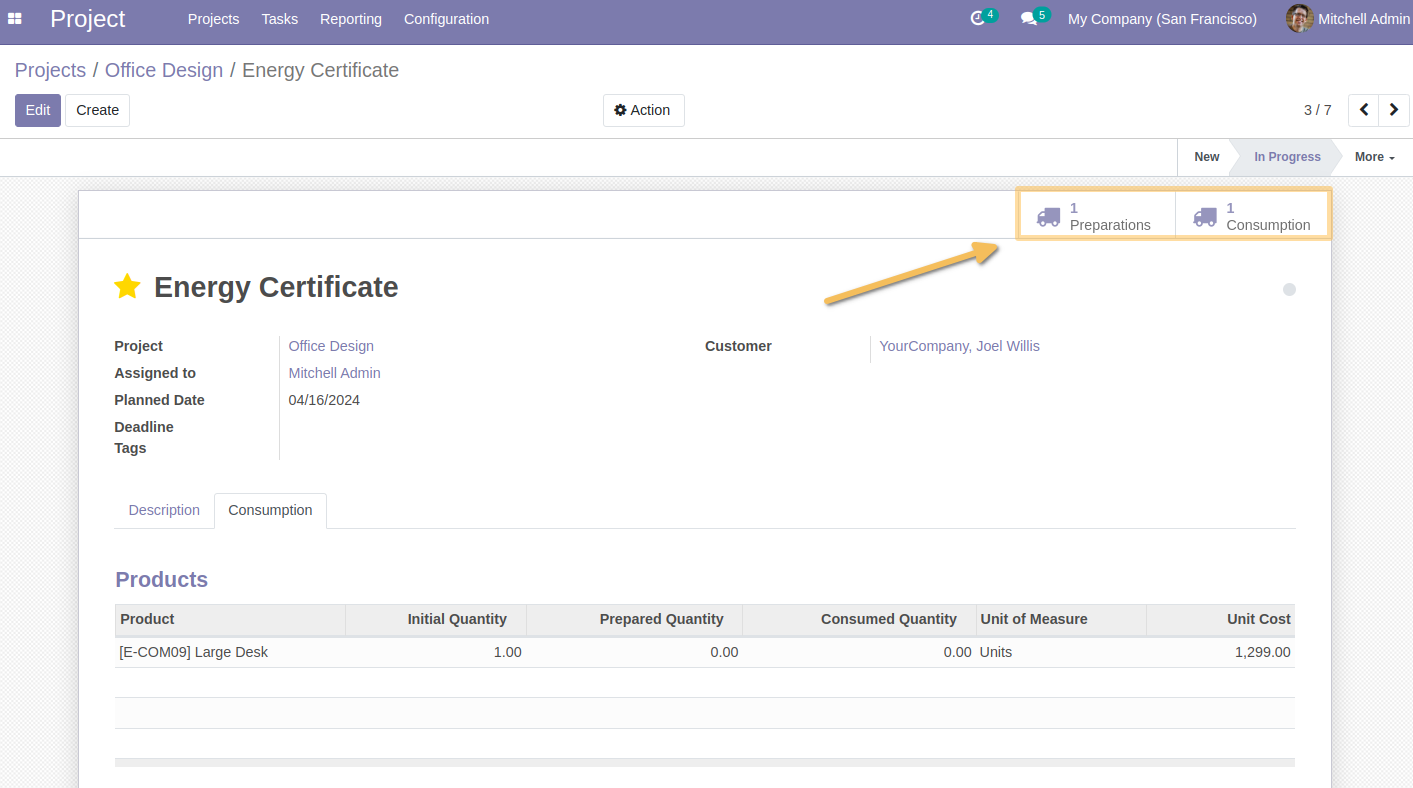 Project Projects Tasks Reporting Configuration 4 5 My Company (San Francisco) Mitchell Admin
Projects / Office Design / Energy Certificate
Edit Create Action 3 / 7
New In Progress More
1 Preparations 1 Consumption
Energy Certificate
Project Office Design Customer YourCompany, Joel Willis
Assigned to Mitchell Admin
Planned Date 04/16/2024
Deadline
Tags
Description Consumption
Products
Product Initial Quantity Prepared Quantity Consumed Quantity Unit of Measure Unit Cost
[E-COM09] Large Desk 1.00 0.00 0.00 Units 1,299.00